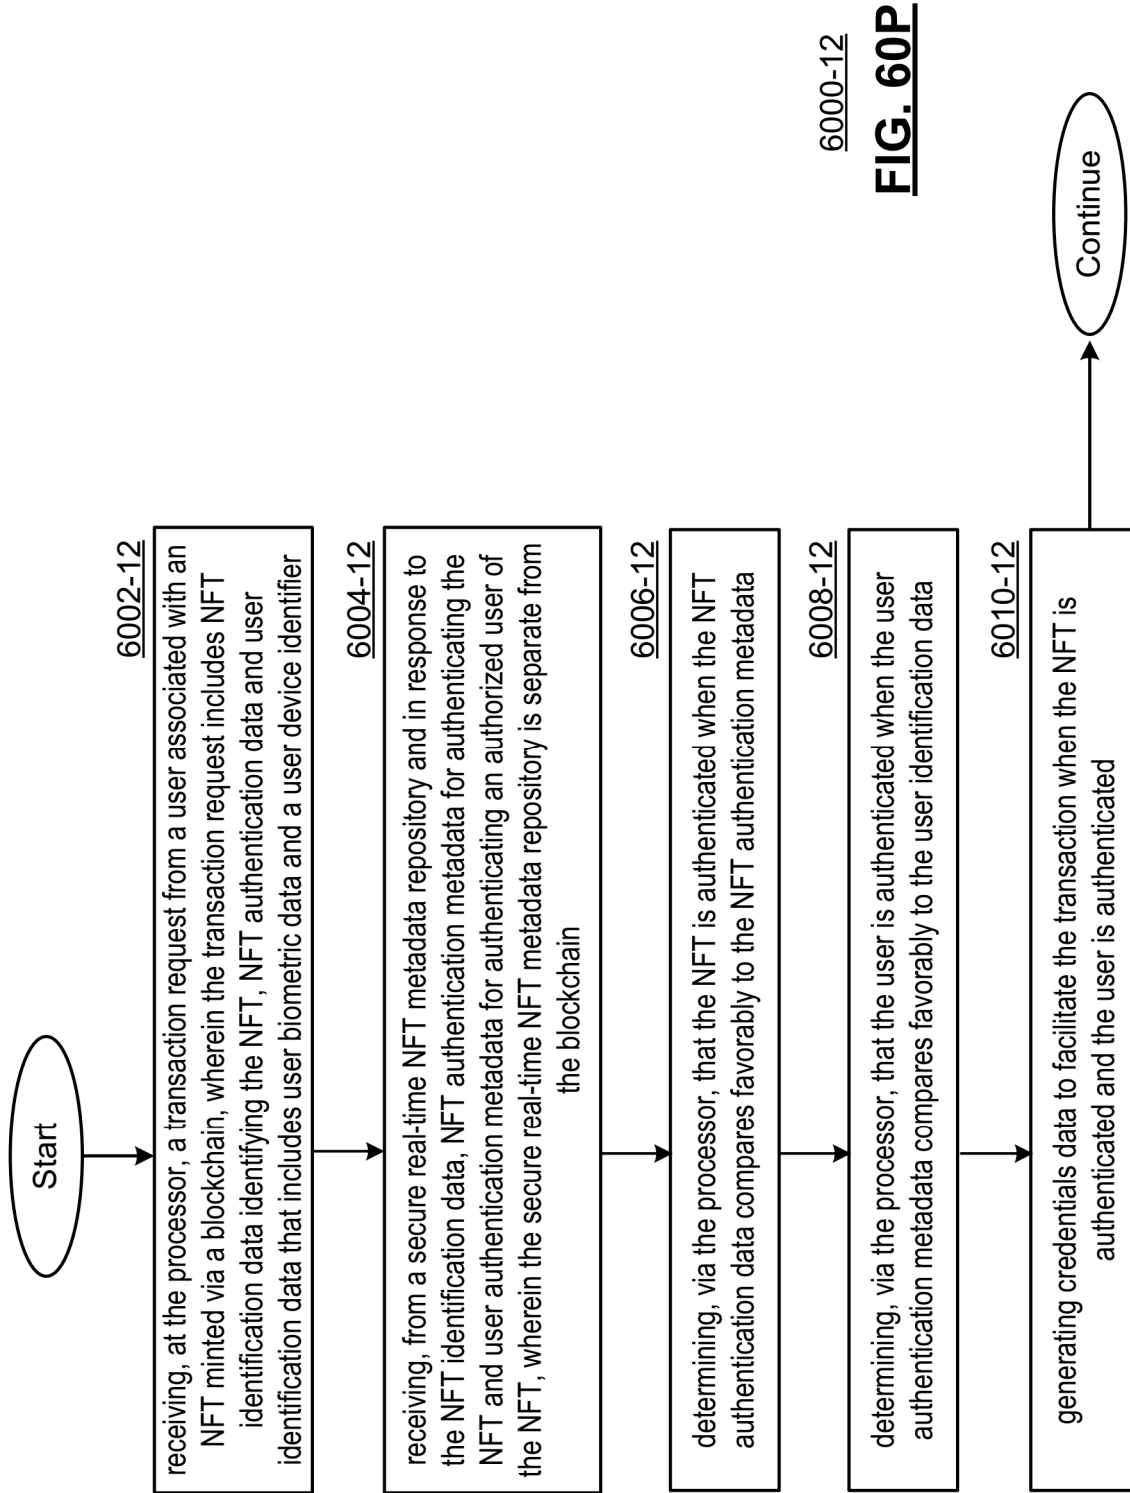 Start
6002-12
receiving, at the processor, a transaction request from a user associated with an
NFT minted via a blockchain, wherein the transaction request includes NFT
identification data identifying the NFT, NFT authentication data and user
identification data that includes user biometric data and a user device identifier
6004-12
receiving, from a secure real-time NFT metadata repository and in response to
the NFT identification data, NFT authentication metadata for authenticating the
NFT and user authentication metadata for authenticating an authorized user of
the NFT, wherein the secure real-time NFT metadata repository is separate from
the blockchain
6006-12
determining, via the processor, that the NFT is authenticated when the NFT
authentication data compares favorably to the NFT authentication metadata
6008-12
determining, via the processor, that the user is authenticated when the user
authentication metadata compares favorably to the user identification data
6010-12
generating credentials data to facilitate the transaction when the NFT is
authenticated and the user is authenticated
Continue
6000-12
FIG. 60P